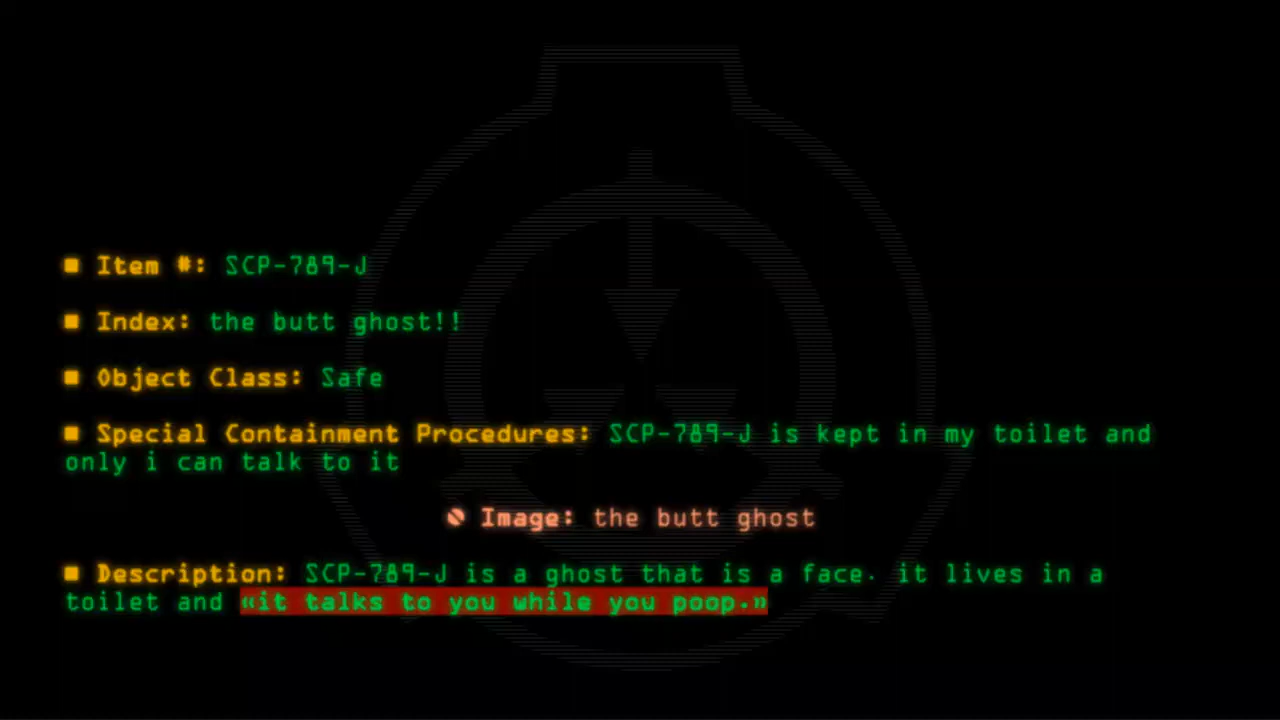 ■ Item #: SCP-789-J
■ Index: the butt ghost!!
■ Object Class: Safe
■ Special Containment Procedures: SCP-789-J is kept in my toilet and
only i can talk to it
Image: the butt ghost
■ Description: SCP-789-J is a ghost that is a face. it lives in a
toilet and «it talks to you while you poop.»